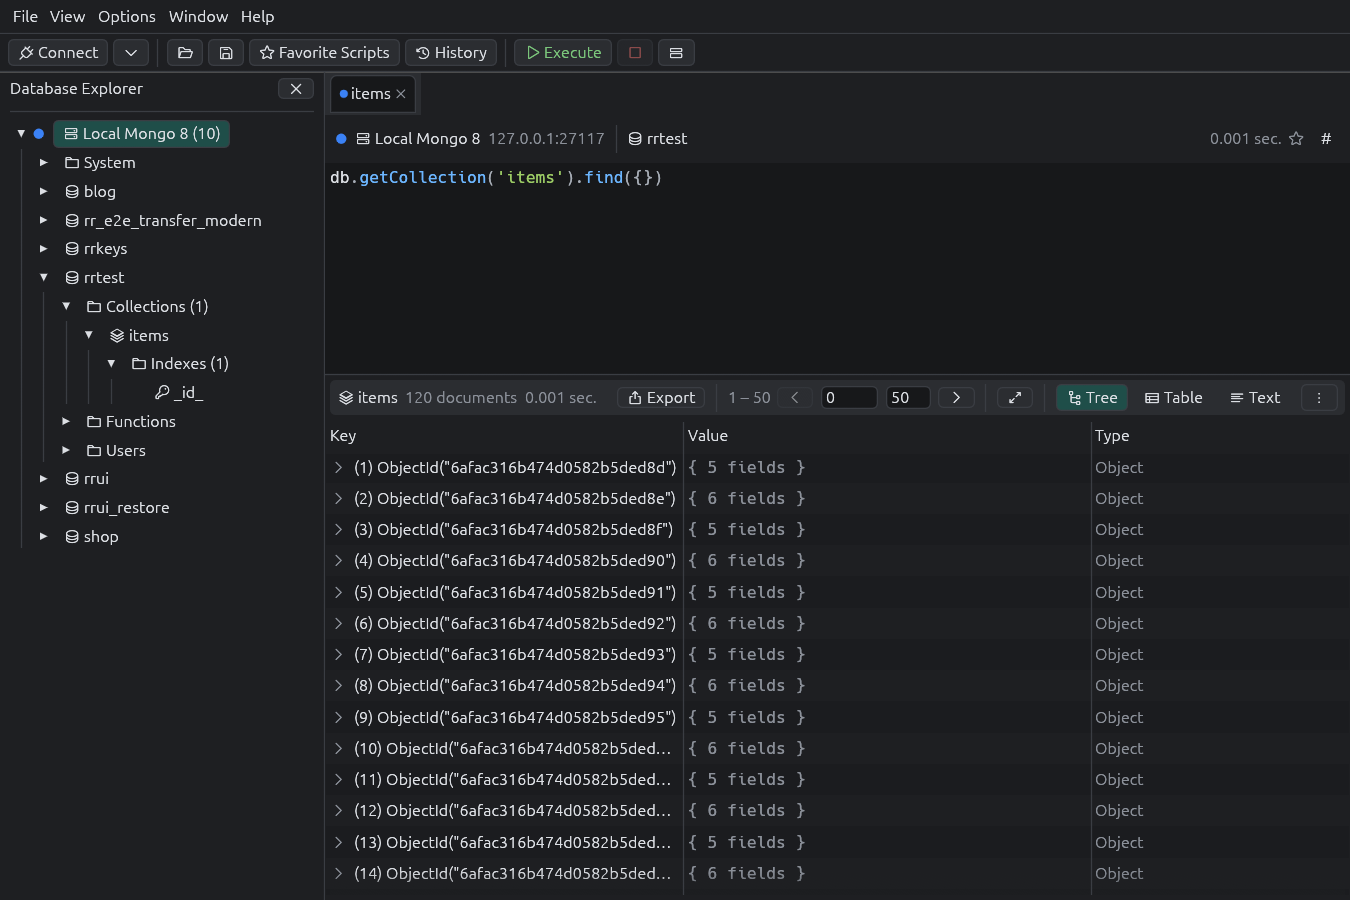 File View Options Window Help
Connect Favorite Scripts History Execute
Database Explorer
items
Local Mongo 8 (10)
System
blog
rr_e2e_transfer_modern
rrkeys
rrtest
Collections (1)
items
Indexes (1)
_id_
Functions
Users
rrui
rrui_restore
shop
Local Mongo 8 127.0.0.1:27117 rrtest 0.001 sec. #
db.getCollection('items').find({})
items 120 documents 0.001 sec. Export 1 – 50 0 50 Tree Table Text
Key Value Type
(1) ObjectId("6afac316b474d0582b5ded8d") { 5 fields } Object
(2) ObjectId("6afac316b474d0582b5ded8e") { 6 fields } Object
(3) ObjectId("6afac316b474d0582b5ded8f") { 5 fields } Object
(4) ObjectId("6afac316b474d0582b5ded90") { 6 fields } Object
(5) ObjectId("6afac316b474d0582b5ded91") { 5 fields } Object
(6) ObjectId("6afac316b474d0582b5ded92") { 6 fields } Object
(7) ObjectId("6afac316b474d0582b5ded93") { 5 fields } Object
(8) ObjectId("6afac316b474d0582b5ded94") { 6 fields } Object
(9) ObjectId("6afac316b474d0582b5ded95") { 5 fields } Object
(10) ObjectId("6afac316b474d0582b5ded... { 6 fields } Object
(11) ObjectId("6afac316b474d0582b5ded... { 5 fields } Object
(12) ObjectId("6afac316b474d0582b5ded... { 6 fields } Object
(13) ObjectId("6afac316b474d0582b5ded... { 5 fields } Object
(14) ObjectId("6afac316b474d0582b5ded... { 6 fields } Object